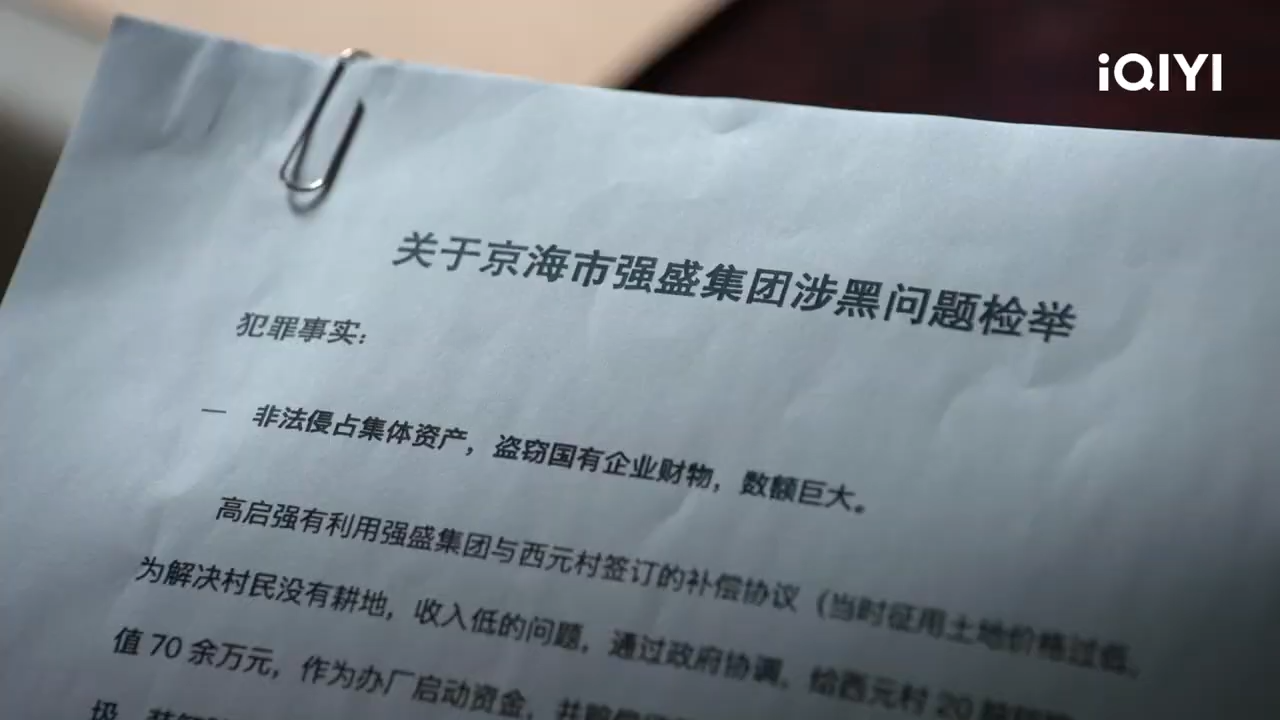 iQIYI
关于京海市强盛集团涉黑问题检举
犯罪事实：
一 非法侵占集体资产，盗窃国有企业财物，数额巨大。
高启强有利用强盛集团与西元村签订的补偿协议（当时征用土地价格过低，
为解决村民没有耕地，收入低的问题，通过政府协调，给西元村 20
值 70 余万元，作为办厂启动资金，并